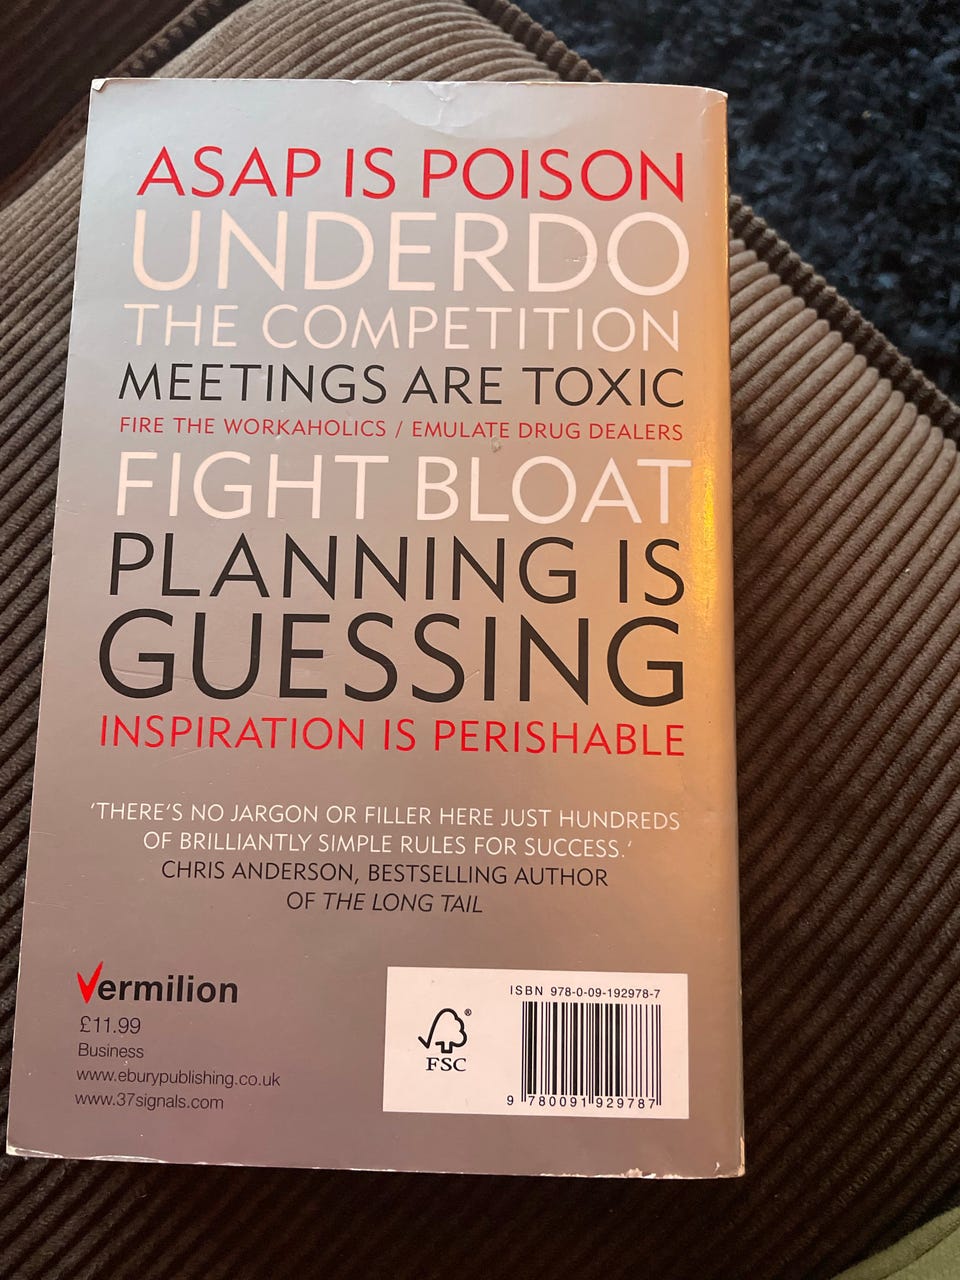 ASAP IS POISON
UNDERDO
THE COMPETITION
MEETINGS ARE TOXIC
FIRE THE WORKAHOLICS / EMULATE DRUG DEALERS
FIGHT BLOAT
PLANNING IS
GUESSING
INSPIRATION IS PERISHABLE
'THERE'S NO JARGON OR FILLER HERE JUST HUNDREDS
OF BRILLIANTLY SIMPLE RULES FOR SUCCESS.'
CHRIS ANDERSON, BESTSELLING AUTHOR
OF THE LONG TAIL
Vermilion
£11.99
Business
www.eburypublishing.co.uk
www.37signals.com
FSC®
ISBN 978-0-09-192978-7
9 780091 929787